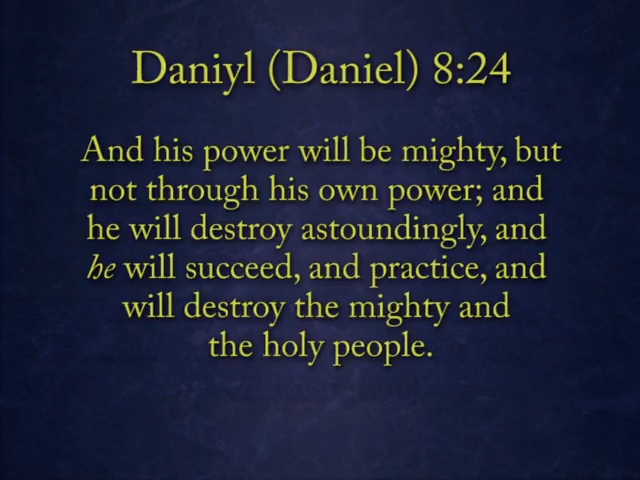 Daniyl (Daniel) 8:24
And his power will be mighty, but
not through his own power; and
he will destroy astoundingly, and
he will succeed, and practice, and
will destroy the mighty and
the holy people.